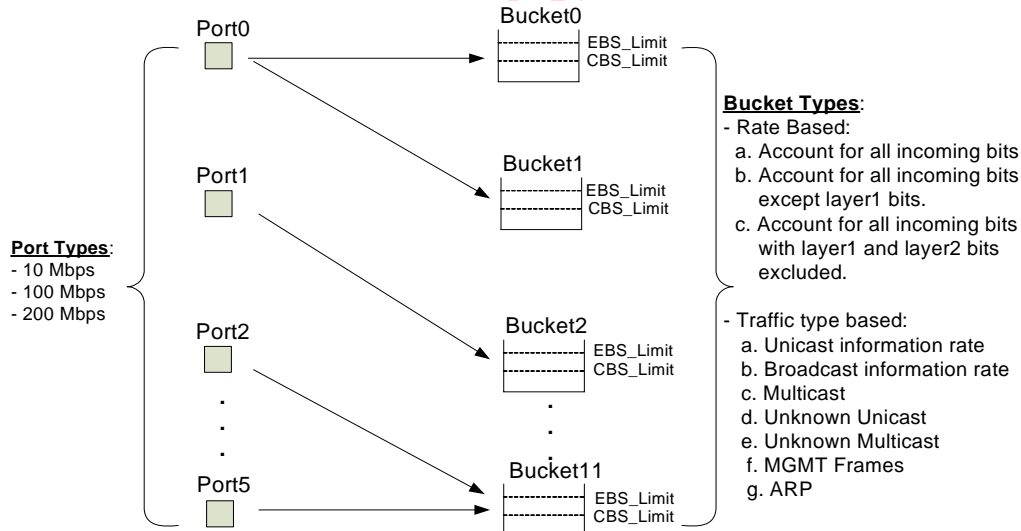 Port0
Port1
Port2
.
.
.
Port5
Port Types:
- 10 Mbps
- 100 Mbps
- 200 Mbps
Bucket0
EBS_Limit
CBS_Limit
Bucket1
EBS_Limit
CBS_Limit
Bucket2
EBS_Limit
CBS_Limit
.
.
.
Bucket11
EBS_Limit
CBS_Limit
Bucket Types:
- Rate Based:
a. Account for all incoming bits
b. Account for all incoming bits
except layer1 bits.
c. Account for all incoming bits
with layer1 and layer2 bits
excluded.
- Traffic type based:
a. Unicast information rate
b. Broadcast information rate
c. Multicast
d. Unknown Unicast
e. Unknown Multicast
f. MGMT Frames
g. ARP